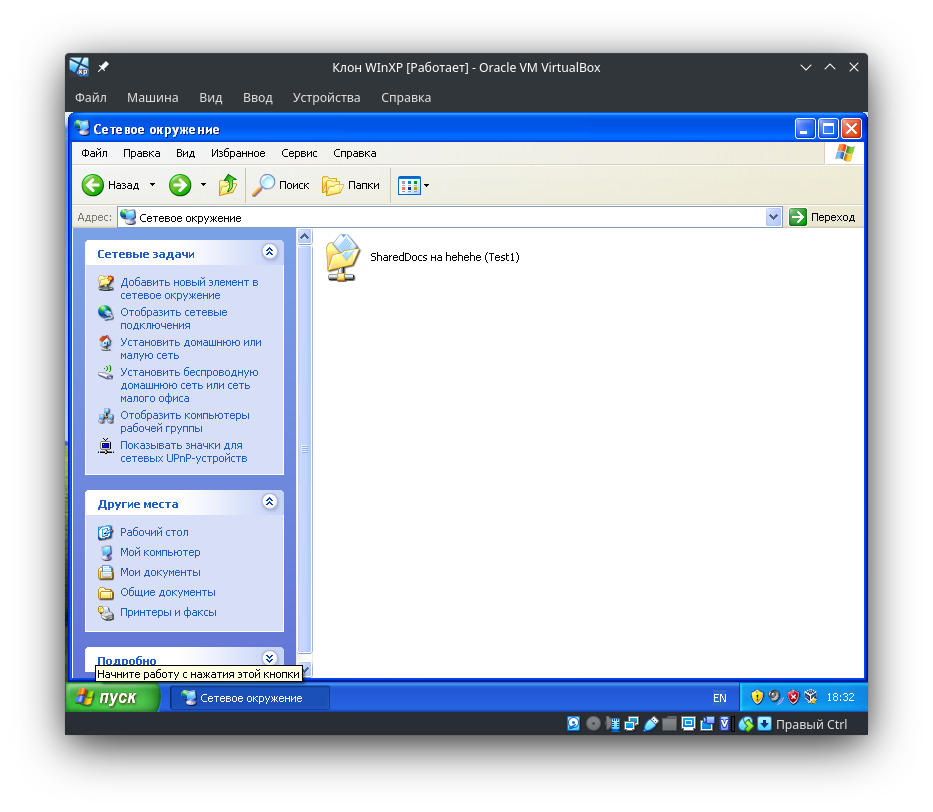 Клон WInXP [Работает] - Oracle VM VirtualBox
Файл Машина Вид Ввод Устройства Справка
Сетевое окружение
Файл Правка Вид Избранное Сервис Справка
Назад Поиск Папки
Адрес: Сетевое окружение Переход
Сетевые задачи
Добавить новый элемент в
сетевое окружение
Отобразить сетевые
подключения
Установить домашнюю или
малую сеть
Установить беспроводную
домашнюю сеть или сеть
малого офиса
Отобразить компьютеры
рабочей группы
Показывать значки для
сетевых UPnP-устройств
Другие места
Рабочий стол
Мой компьютер
Мои документы
Общие документы
Принтеры и факсы
Подробно
SharedDocs на hehehe (Test1)
Начните работу с нажатия этой кнопки
пуск Сетевое окружение EN 18:32
Правый Ctrl